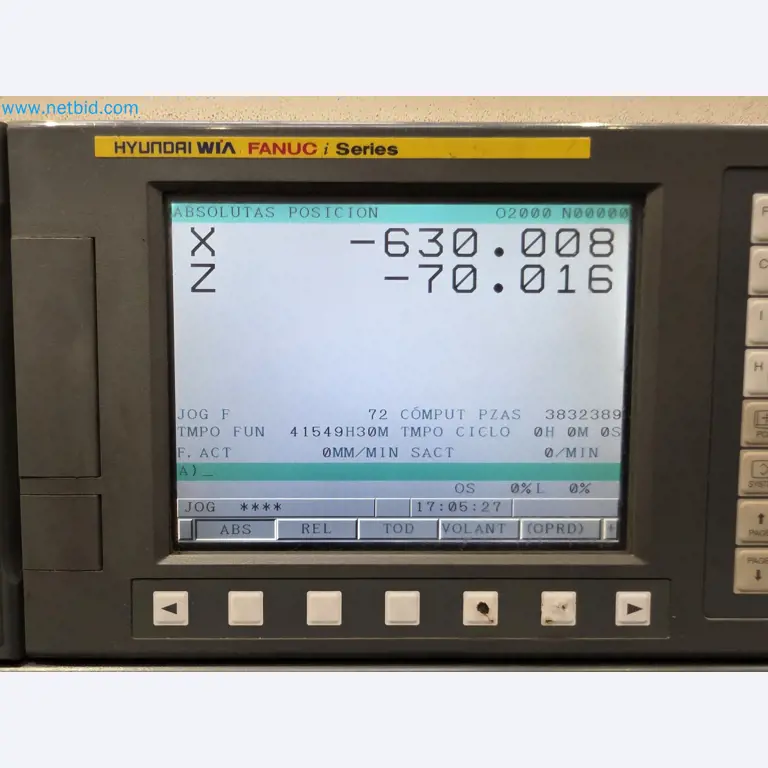 www.netbid.com
HYUNDAI WIA FANUC i Series
ABSOLUTAS POSICION O2000 N00000
X -630.008
Z -70.016
JOG F 72 CÓMPUT PZAS 3832389
TMPO FUN 41549H30M TMPO CICLO 0H 0M 0S
F.ACT 0MM/MIN SACT 0/MIN
A)_
OS 0% L 0%
JOG **** 17:05:27
ABS REL TOD VOLANT (OPRD) +
F
C
I
H
PAGE
PAGE